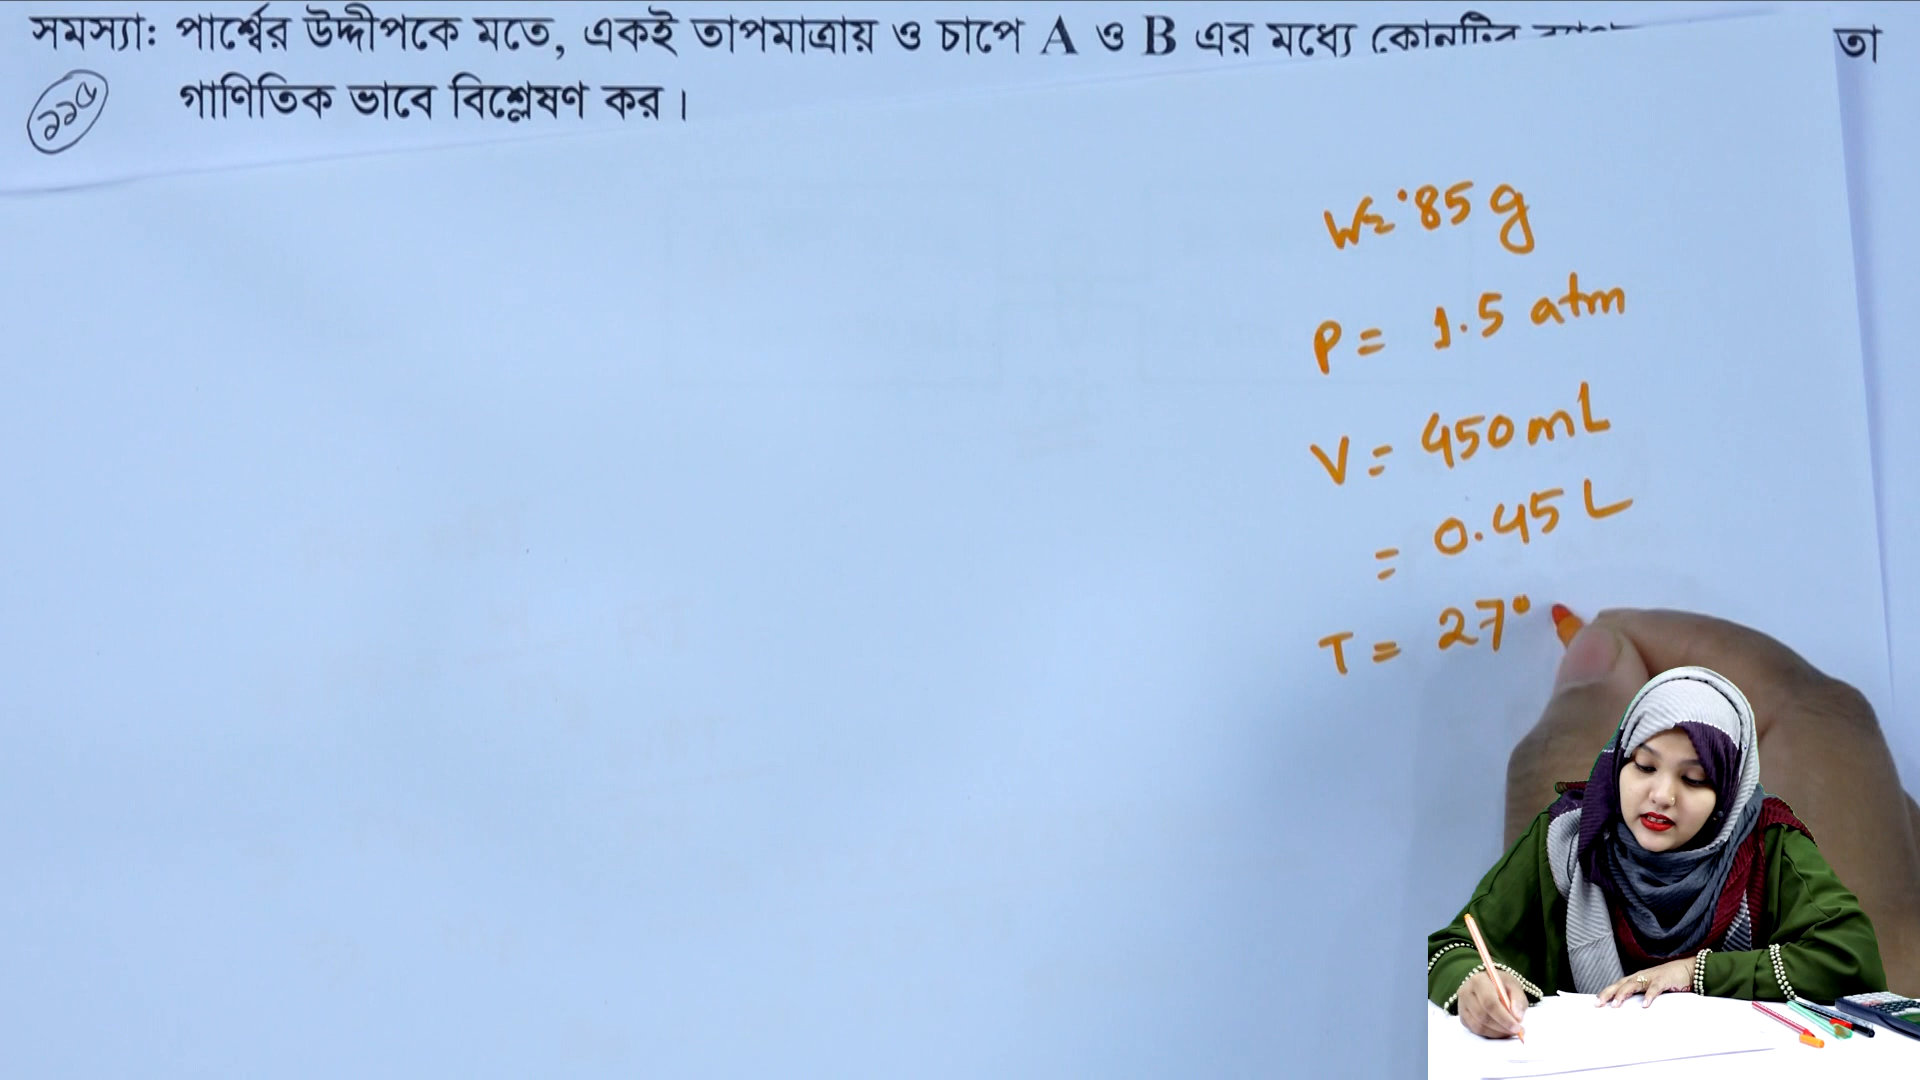 সমস্যাঃ পার্শ্বের উদ্দীপকে মতে, একই তাপমাত্রায় ও চাপে A ও B এর মধ্যে কোনটির তা
গাণিতিক ভাবে বিশ্লেষণ কর।
W= .85 g
P = 1.5 atm
V = 450 mL
= 0.45 L
T = 27°